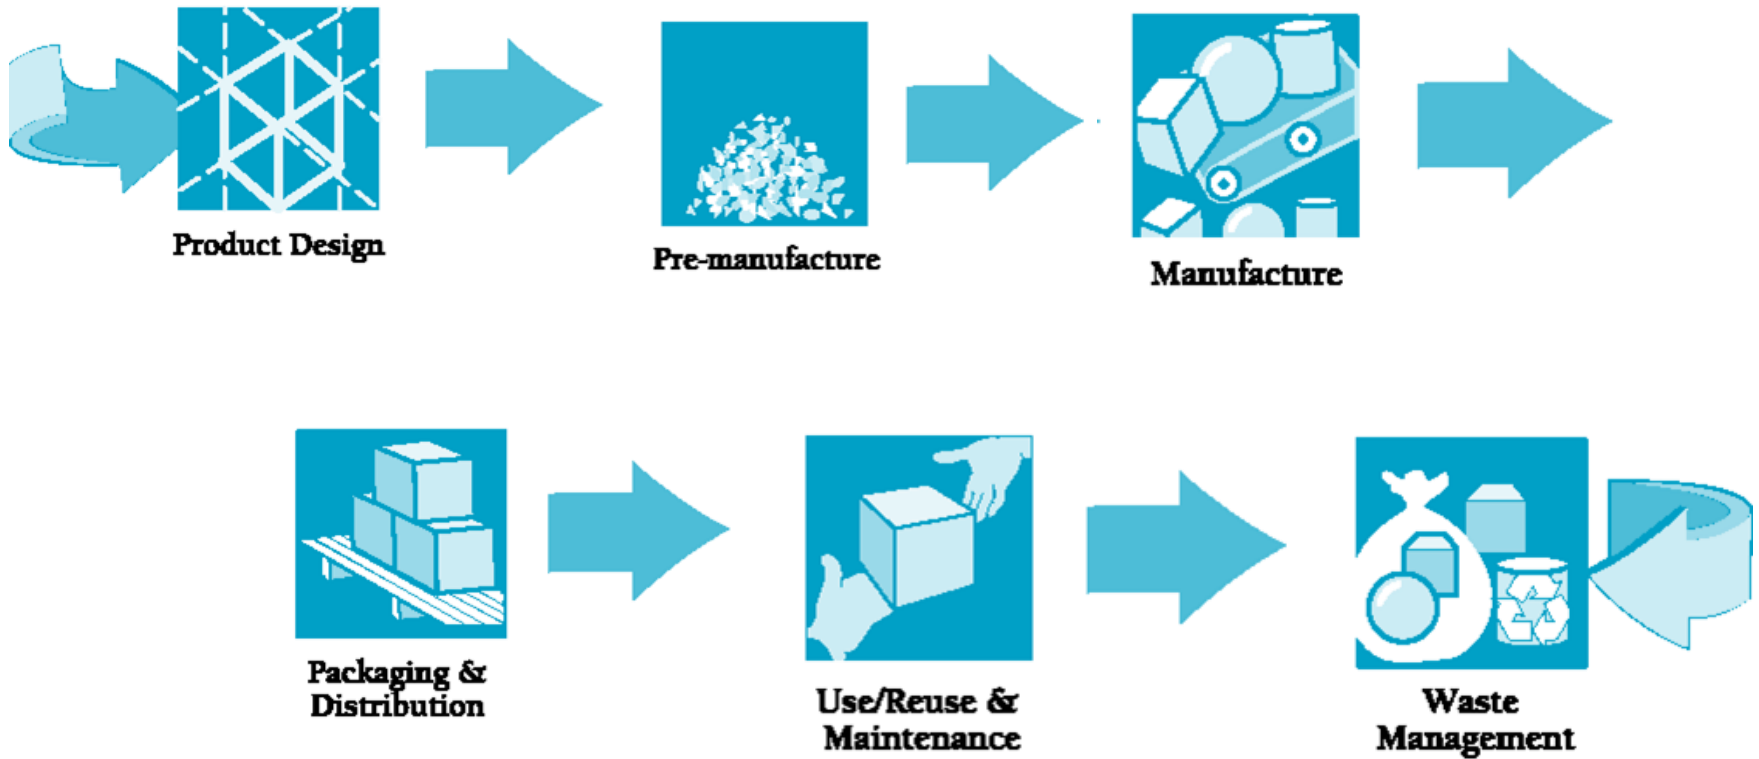 Product Design
Pre-manufacture
Manufacture
Packaging &
Distribution
Use/Reuse &
Maintenance
Waste
Management